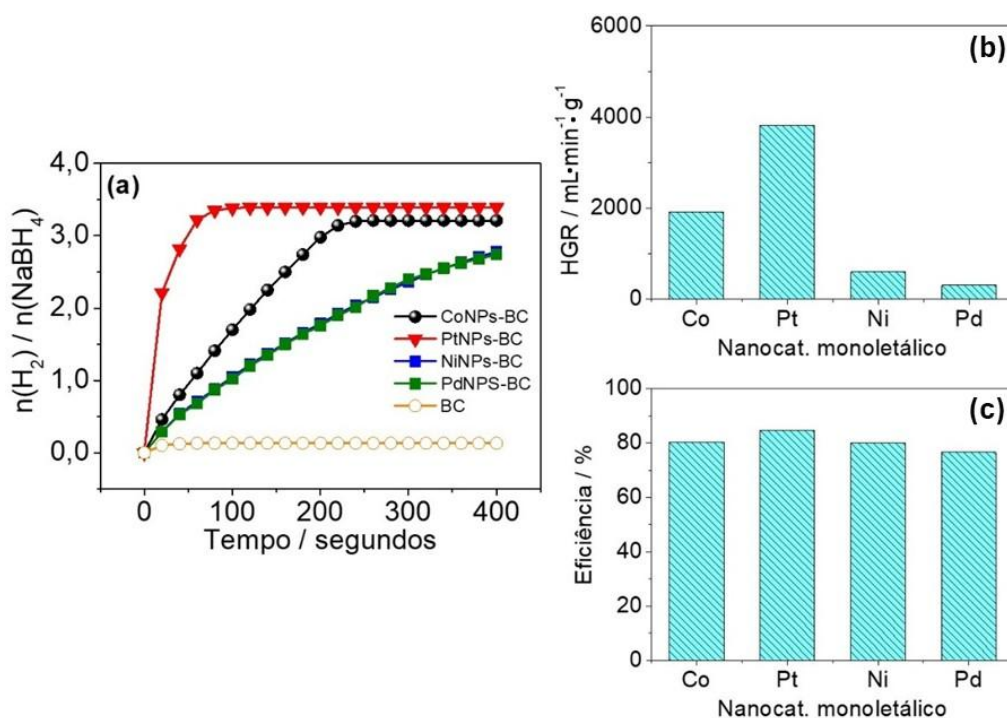 (a)
4,0
3,0
2,0
1,0
0,0
n(H2) / n(NaBH4)
CoNPs-BC
PtNPs-BC
NiNPs-BC
PdNPS-BC
BC
0 100 200 300 400
Tempo / segundos
(b)
6000
4000
2000
0
HGR / mL•min-1•g-1
Co Pt Ni Pd
Nanocat. monoletálico
(c)
100
80
60
40
20
0
Eficiência / %
Co Pt Ni Pd
Nanocat. monoletálico